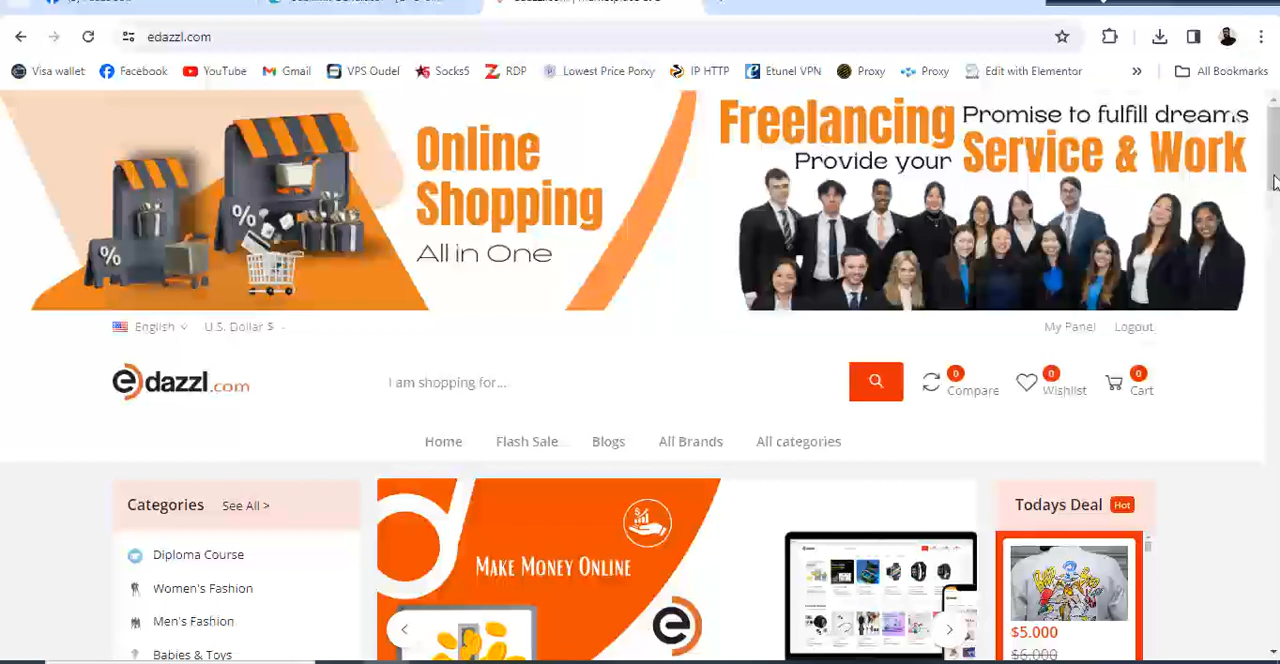 edazzl.com
Visa wallet Facebook YouTube Gmail VPS Oudel Socks5 RDP Lowest Price Porxy IP HTTP Etunel VPN Proxy Proxy Edit with Elementor » All Bookmarks
Online
Shopping
All in One
Freelancing Promise to fulfill dreams
Provide your Service & Work
English U.S. Dollar $ My Panel Logout
edazzl.com I am shopping for... 0 Compare 0 Wishlist 0 Cart
Home Flash Sale Blogs All Brands All categories
Categories See All >
Diploma Course
Women's Fashion
Men's Fashion
MAKE MONEY ONLINE
Todays Deal Hot
$5.000
$6.000